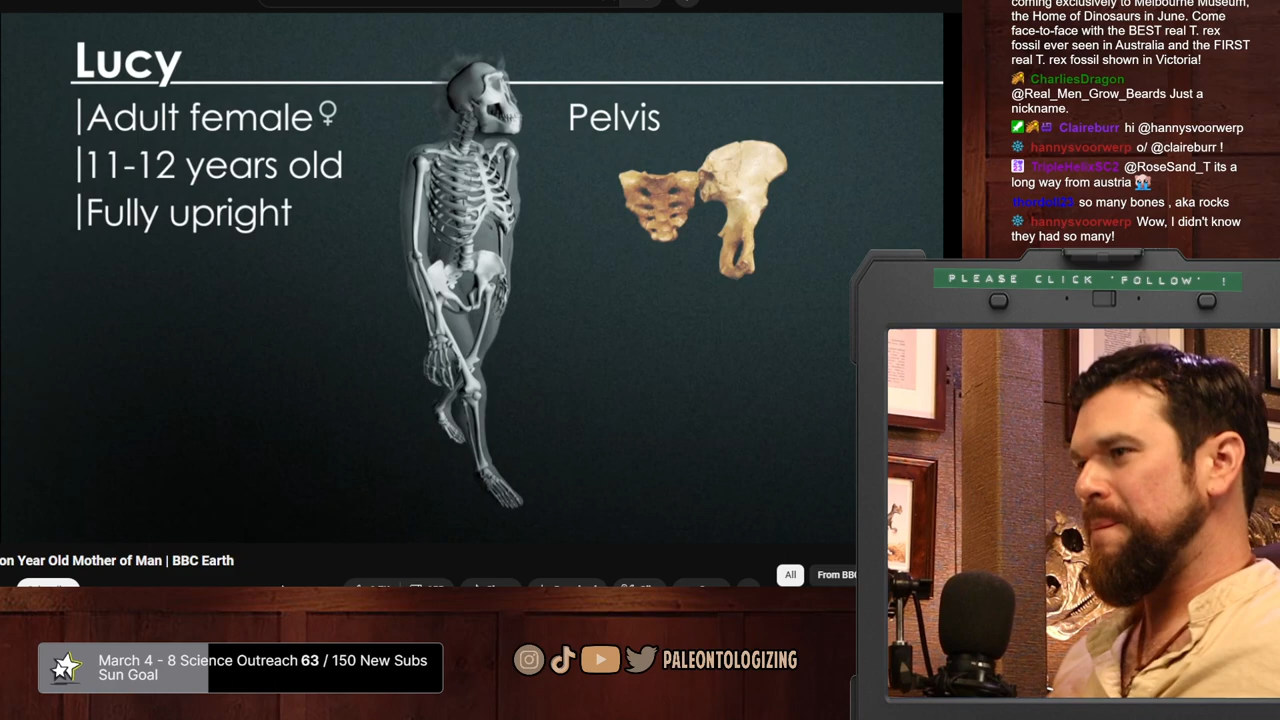 Lucy
|Adult female♀
|11-12 years old
|Fully upright
Pelvis
on Year Old Mother of Man | BBC Earth
All
From BBC
coming exclusively to Melbourne Museum,
the Home of Dinosaurs in June. Come
face-to-face with the BEST real T. rex
fossil ever seen in Australia and the FIRST
real T. rex fossil shown in Victoria!
CharliesDragon
@Real_Men_Grow_Beards Just a
nickname.
Claireburr hi @hannysvoorwerp
hannysvoorwerp o/ @claireburr !
TripleHelixSC2 @RoseSand_T its a
long way from austria
thordolf23 so many bones , aka rocks
hannysvoorwerp Wow, I didn't know
they had so many!
PLEASE CLICK 'FOLLOW' !
March 4 - 8 Science Outreach 63 / 150 New Subs
Sun Goal
PALEONTOLOGIZING